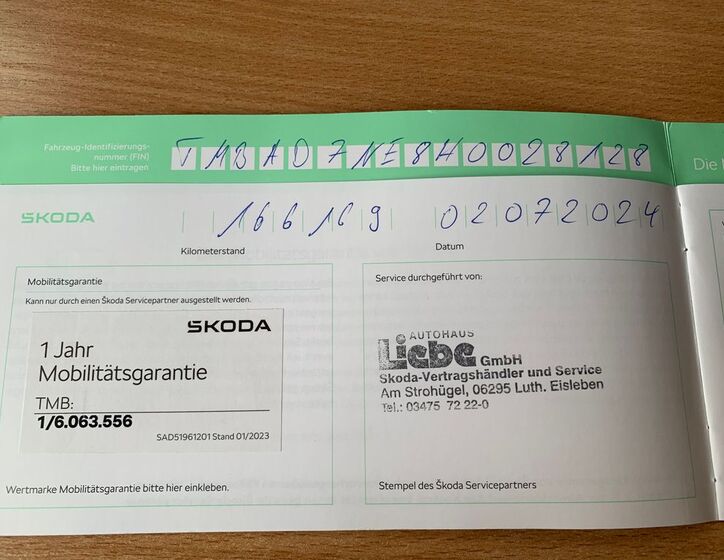 Fahrzeug-Identifizierungs-
nummer (FIN)
Bitte hier eintragen
TMBAD7NE8H0028128
Die
SKODA
166169
02072024
Kilometerstand
Datum
Mobilitätsgarantie
Kann nur durch einen Škoda Servicepartner ausgestellt werden.
SKODA
1 Jahr
Mobilitätsgarantie
TMB:
1/6.063.556
SAD51961201 Stand 01/2023
Wertmarke Mobilitätsgarantie bitte hier einkleben.
Service durchgeführt von:
AUTOHAUS
Liebe GmbH
Skoda-Vertragshändler und Service
Am Strohügel, 06295 Luth. Eisleben
Tel.: 03475 72 22-0
Stempel des Škoda Servicepartners